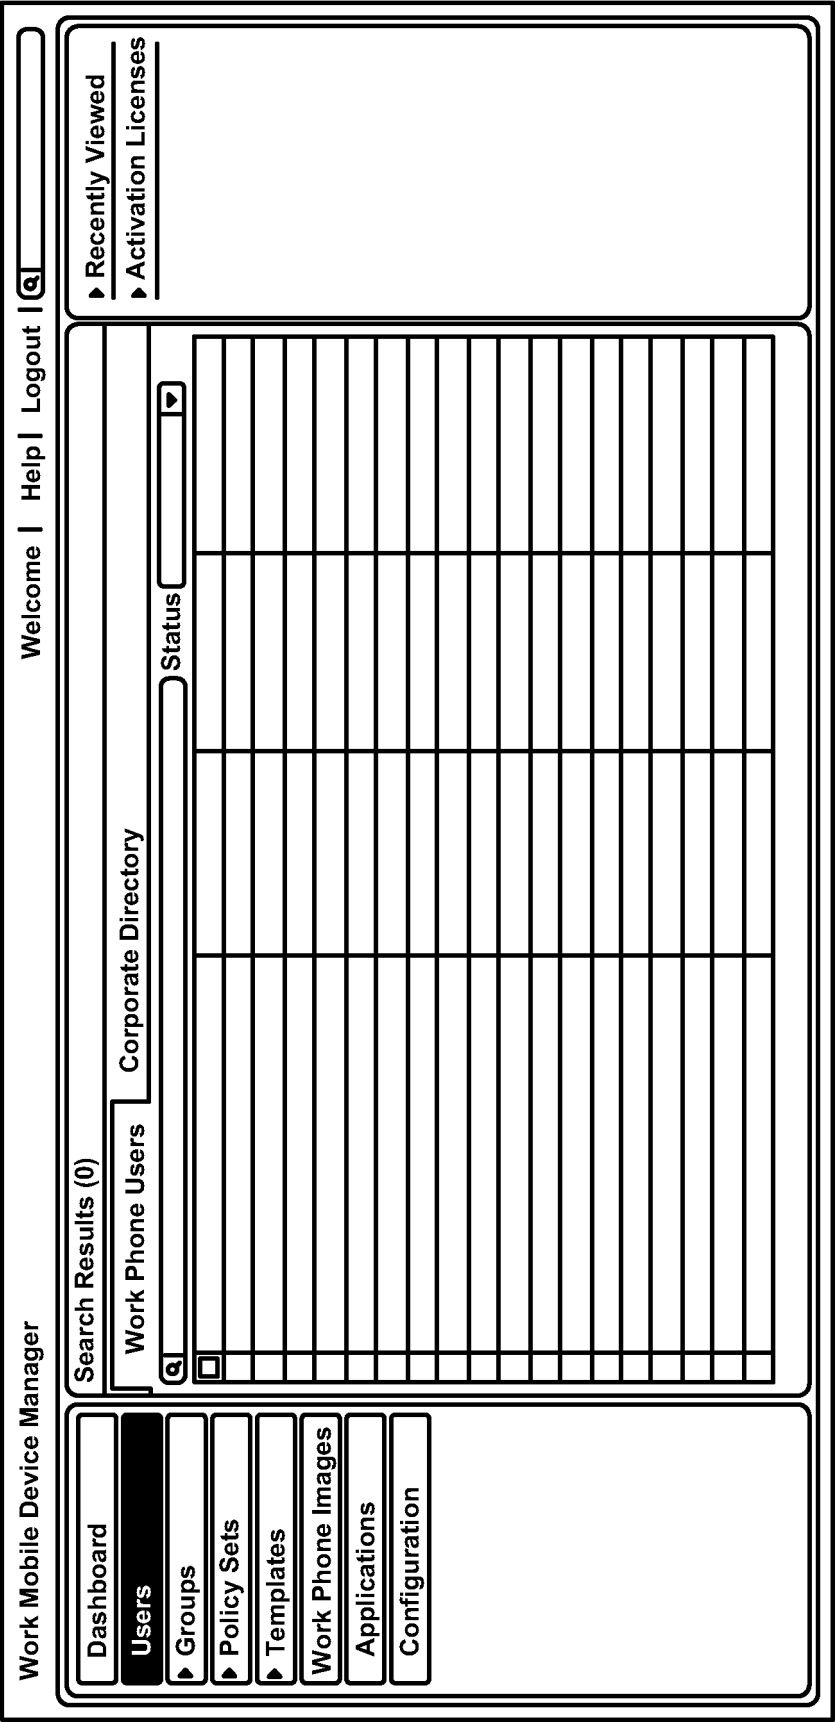 Work Mobile Device Manager
Welcome | Help | Logout |
Dashboard
Users
Groups
Policy Sets
Templates
Work Phone Images
Applications
Configuration
Search Results (0)
Work Phone Users Corporate Directory
Status
Recently Viewed
Activation Licenses